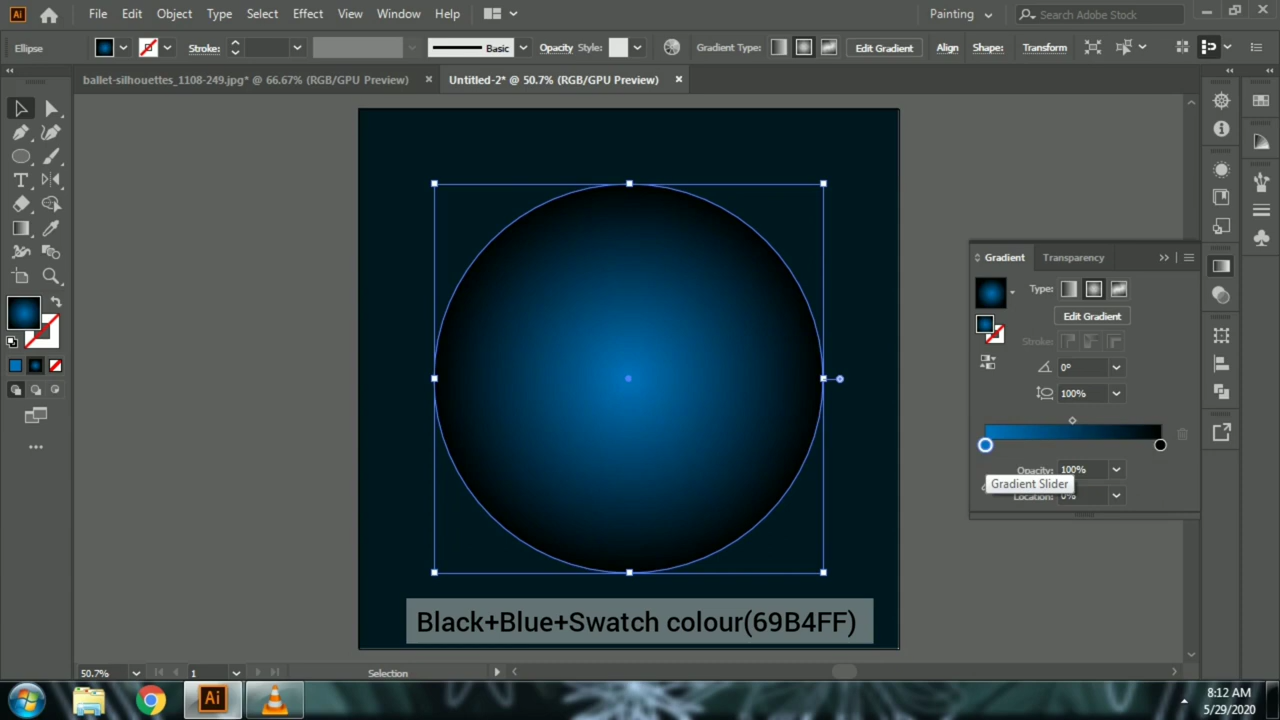 Ai File Edit Object Type Select Effect View Window Help Painting Search Adobe Stock
Ellipse Stroke: Basic Opacity Style: Gradient Type: Edit Gradient Align Shape: Transform
ballet-silhouettes_1108-249.jpg* @ 66.67% (RGB/GPU Preview) × Untitled-2* @ 50.7% (RGB/GPU Preview) ×
Gradient Transparency
Type:
Edit Gradient
Stroke:
0°
100%
Opacity: 100%
Gradient Slider
Location: 0%
Black+Blue+Swatch colour(69B4FF)
50.7% 1 Selection
Ai 8:12 AM
5/29/2020